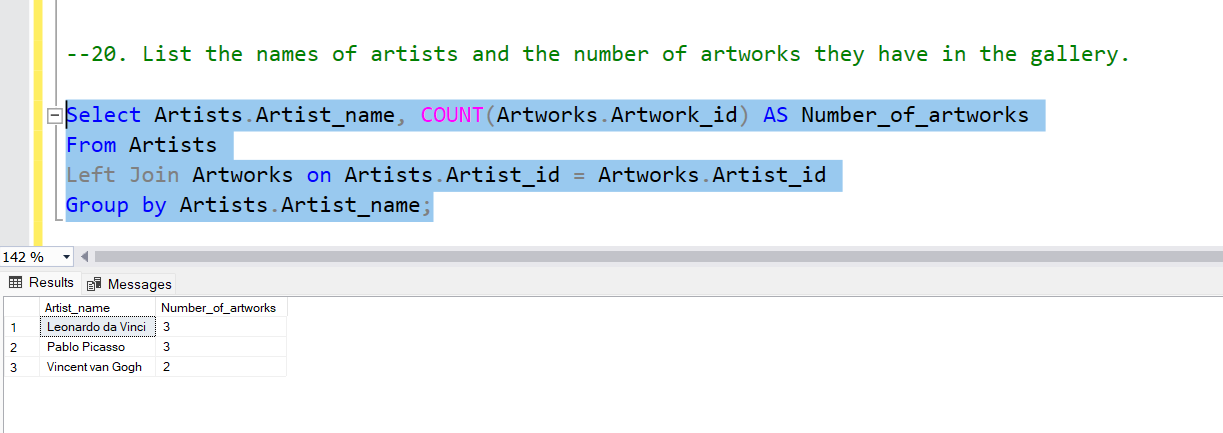 --20. List the names of artists and the number of artworks they have in the gallery.
Select Artists.Artist_name, COUNT(Artworks.Artwork_id) AS Number_of_artworks
From Artists
Left Join Artworks on Artists.Artist_id = Artworks.Artist_id
Group by Artists.Artist_name;
142 %
Results Messages
Artist_name Number_of_artworks
1 Leonardo da Vinci 3
2 Pablo Picasso 3
3 Vincent van Gogh 2